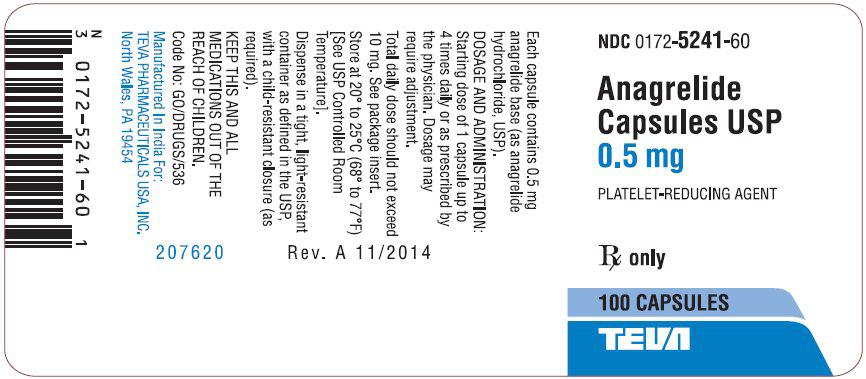 NDC 0172-5241-60
Anagrelide
Capsules USP
0.5 mg
PLATELET-REDUCING AGENT
Rx only
100 CAPSULES
TEVA
Each capsule contains 0.5 mg
anagrelide base (as anagrelide
hydrochloride, USP).
DOSAGE AND ADMINISTRATION:
Starting dose of 1 capsule up to
4 times daily or as prescribed by
the physician. Dosage may
require adjustment.
Total daily dose should not exceed
10 mg. See package insert.
Store at 20° to 25°C (68° to 77°F)
[See USP Controlled Room
Temperature].
Dispense in a tight, light-resistant
container as defined in the USP,
with a child-resistant closure (as
required).
KEEP THIS AND ALL
MEDICATIONS OUT OF THE
REACH OF CHILDREN.
Code No: GO/DRUGS/536
Manufactured In India For:
TEVA PHARMACEUTICALS USA, INC.
North Wales, PA 19454
207620
Rev. A 11/2014
N
3 0172-5241-60 1